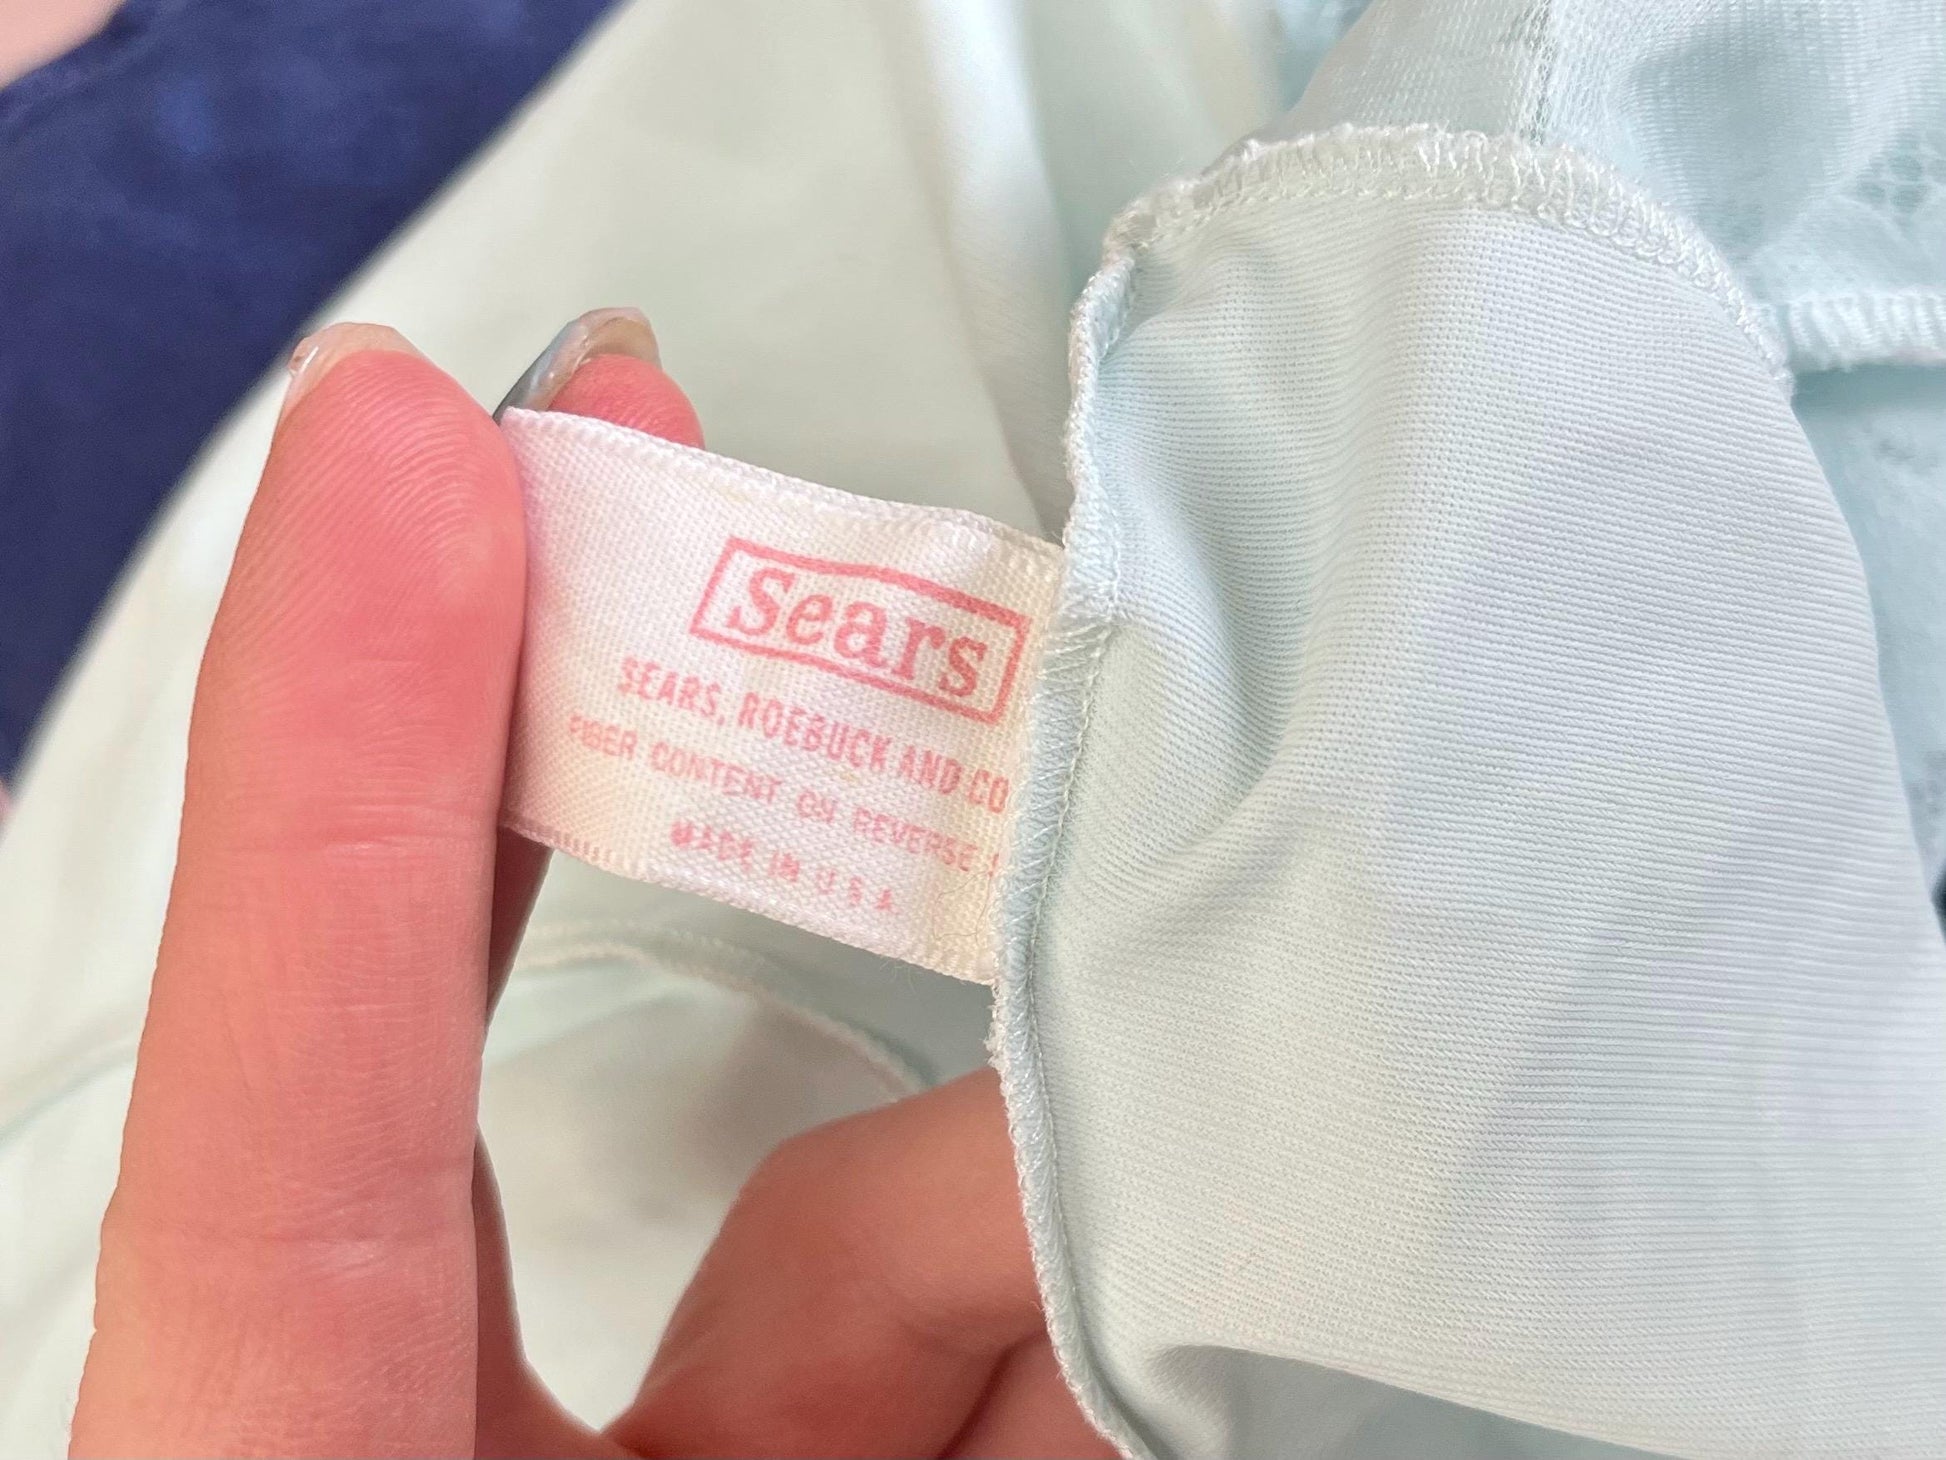 Sears
SEARS, ROEBUCK AND CO
FIBER CONTENT ON REVERSE
MADE IN U S A